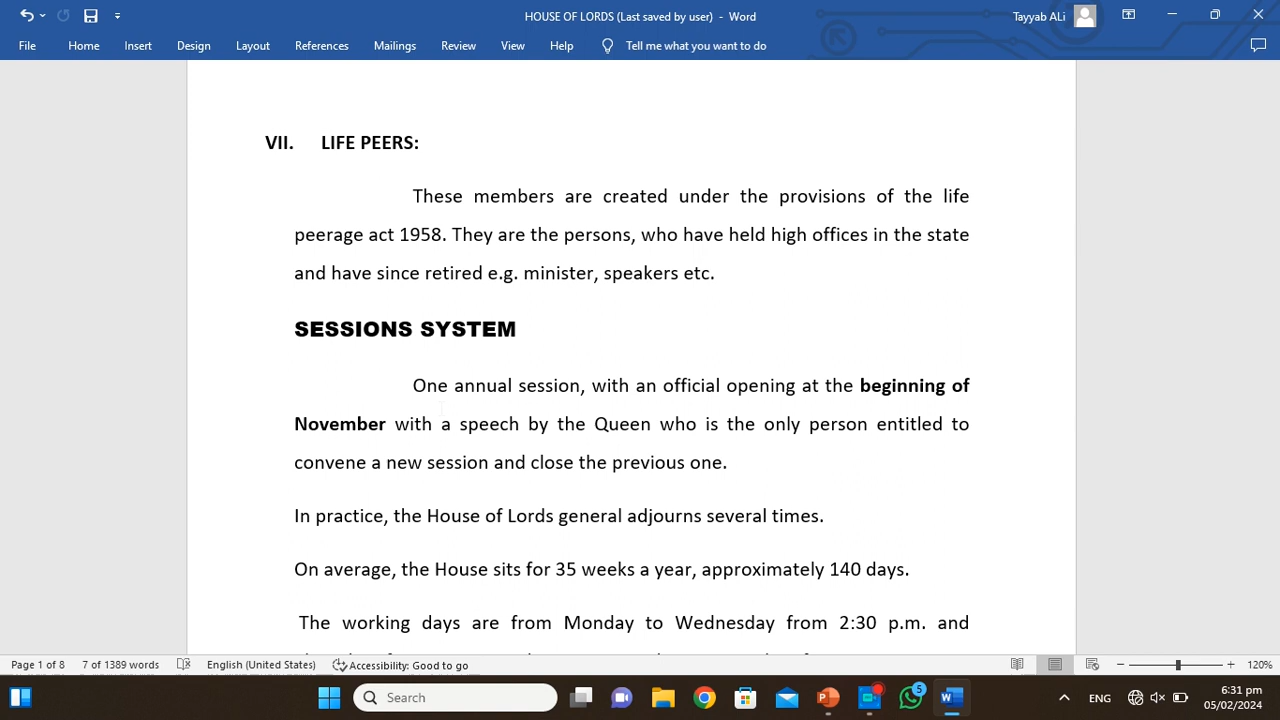 HOUSE OF LORDS (Last saved by user) - Word
Tayyab ALi
File Home Insert Design Layout References Mailings Review View Help Tell me what you want to do
VII. LIFE PEERS:
These members are created under the provisions of the life
peerage act 1958. They are the persons, who have held high offices in the state
and have since retired e.g. minister, speakers etc.
SESSIONS SYSTEM
One annual session, with an official opening at the beginning of
November with a speech by the Queen who is the only person entitled to
convene a new session and close the previous one.
In practice, the House of Lords general adjourns several times.
On average, the House sits for 35 weeks a year, approximately 140 days.
The working days are from Monday to Wednesday from 2:30 p.m. and
Page 1 of 8 7 of 1389 words English (United States) Accessibility: Good to go 120%
Search 5 ENG 6:31 pm
05/02/2024